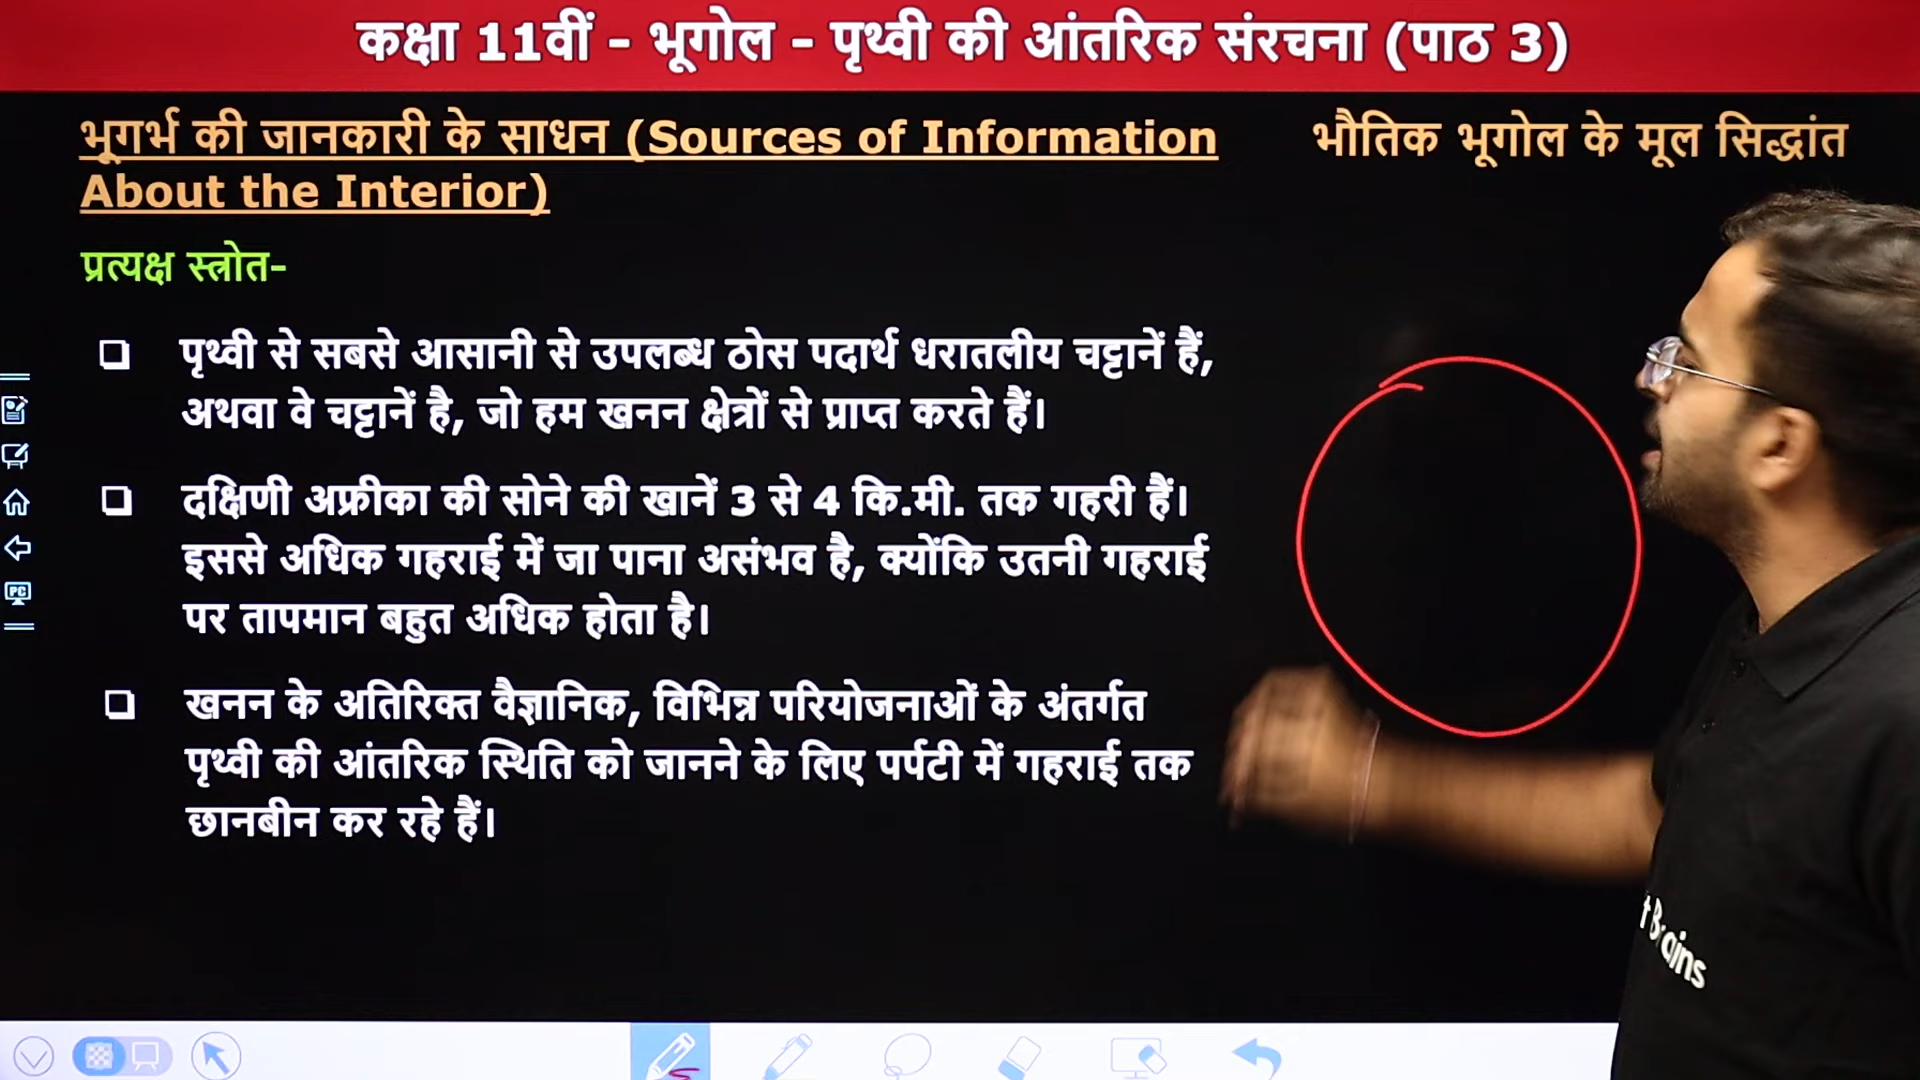 कक्षा 11वीं - भूगोल - पृथ्वी की आंतरिक संरचना (पाठ 3)
भूगर्भ की जानकारी के साधन (Sources of Information
About the Interior)
भौतिक भूगोल के मूल सिद्धांत
प्रत्यक्ष स्त्रोत-
पृथ्वी से सबसे आसानी से उपलब्ध ठोस पदार्थ धरातलीय चट्टानें हैं,
अथवा वे चट्टानें है, जो हम खनन क्षेत्रों से प्राप्त करते हैं।
दक्षिणी अफ्रीका की सोने की खानें 3 से 4 कि.मी. तक गहरी हैं।
इससे अधिक गहराई में जा पाना असंभव है, क्योंकि उतनी गहराई
पर तापमान बहुत अधिक होता है।
खनन के अतिरिक्त वैज्ञानिक, विभिन्न परियोजनाओं के अंतर्गत
पृथ्वी की आंतरिक स्थिति को जानने के लिए पर्पटी में गहराई तक
छानबीन कर रहे हैं।
PC
t Brains